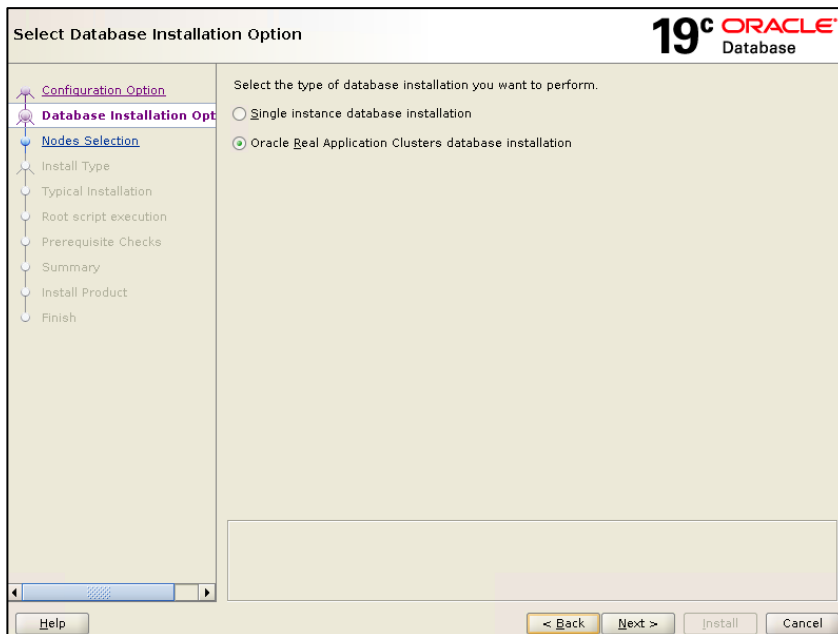 Select Database Installation Option
19c ORACLE
Database
Configuration Option
Database Installation Opt
Nodes Selection
Install Type
Typical Installation
Root script execution
Prerequisite Checks
Summary
Install Product
Finish
Select the type of database installation you want to perform.
Single instance database installation
Oracle Real Application Clusters database installation
Help
< Back
Next >
Install
Cancel